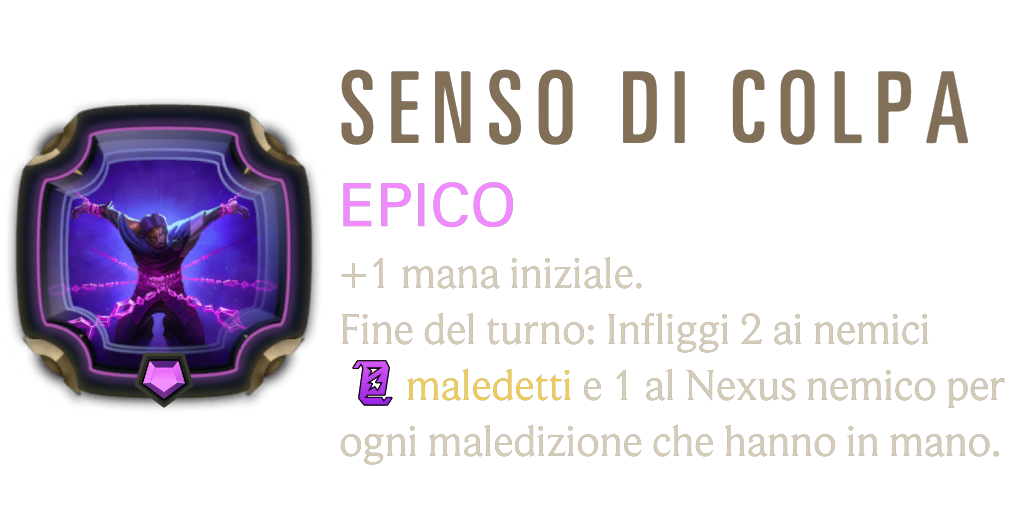 SENSO DI COLPA
EPICO
+1 mana iniziale.
Fine del turno: Infliggi 2 ai nemici
maledetti e 1 al Nexus nemico per
ogni maledizione che hanno in mano.